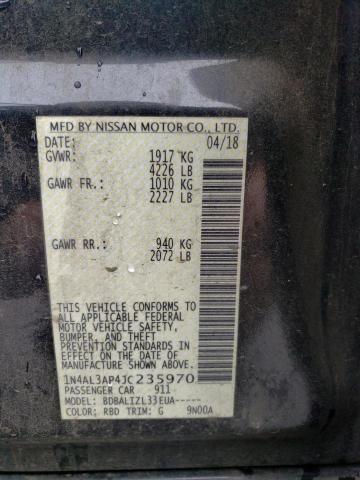 MFD BY NISSAN MOTOR CO., LTD.
DATE: 04/18
GVWR: 1917 KG
4226 LB
GAWR FR.: 1010 KG
2227 LB
GAWR RR.: 940 KG
2072 LB
THIS VEHICLE CONFORMS TO
ALL APPLICABLE FEDERAL
MOTOR VEHICLE SAFETY,
BUMPER, AND THEFT
PREVENTION STANDARDS IN
EFFECT ON THE DATE OF
MANUFACTURE SHOWN ABOVE.
1N4AL3AP4JC235970
PASSENGER CAR 911
MODEL: BDBALIZL33EUA-----
COLOR: RBD TRIM: G 9N00A